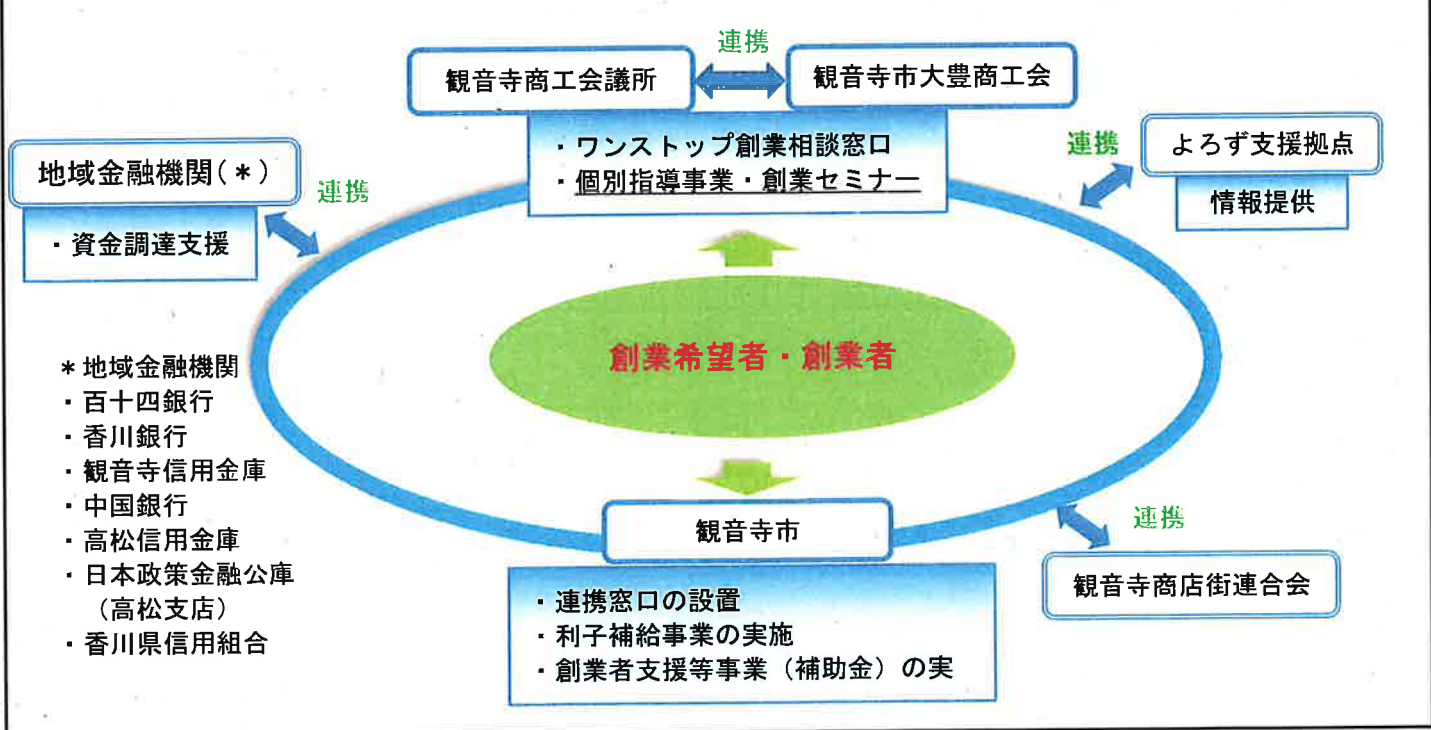 連携
観音寺商工会議所
観音寺市大豊商工会
・ワンストップ創業相談窓口
・個別指導事業・創業セミナー
連携
よろず支援拠点
情報提供
地域金融機関(*)
連携
・資金調達支援
創業希望者・創業者
*地域金融機関
・百十四銀行
・香川銀行
・観音寺信用金庫
・中国銀行
・高松信用金庫
・日本政策金融公庫
(高松支店)
・香川県信用組合
観音寺市
・連携窓口の設置
・利子補給事業の実施
・創業者支援等事業(補助金)の実
連携
観音寺商店街連合会